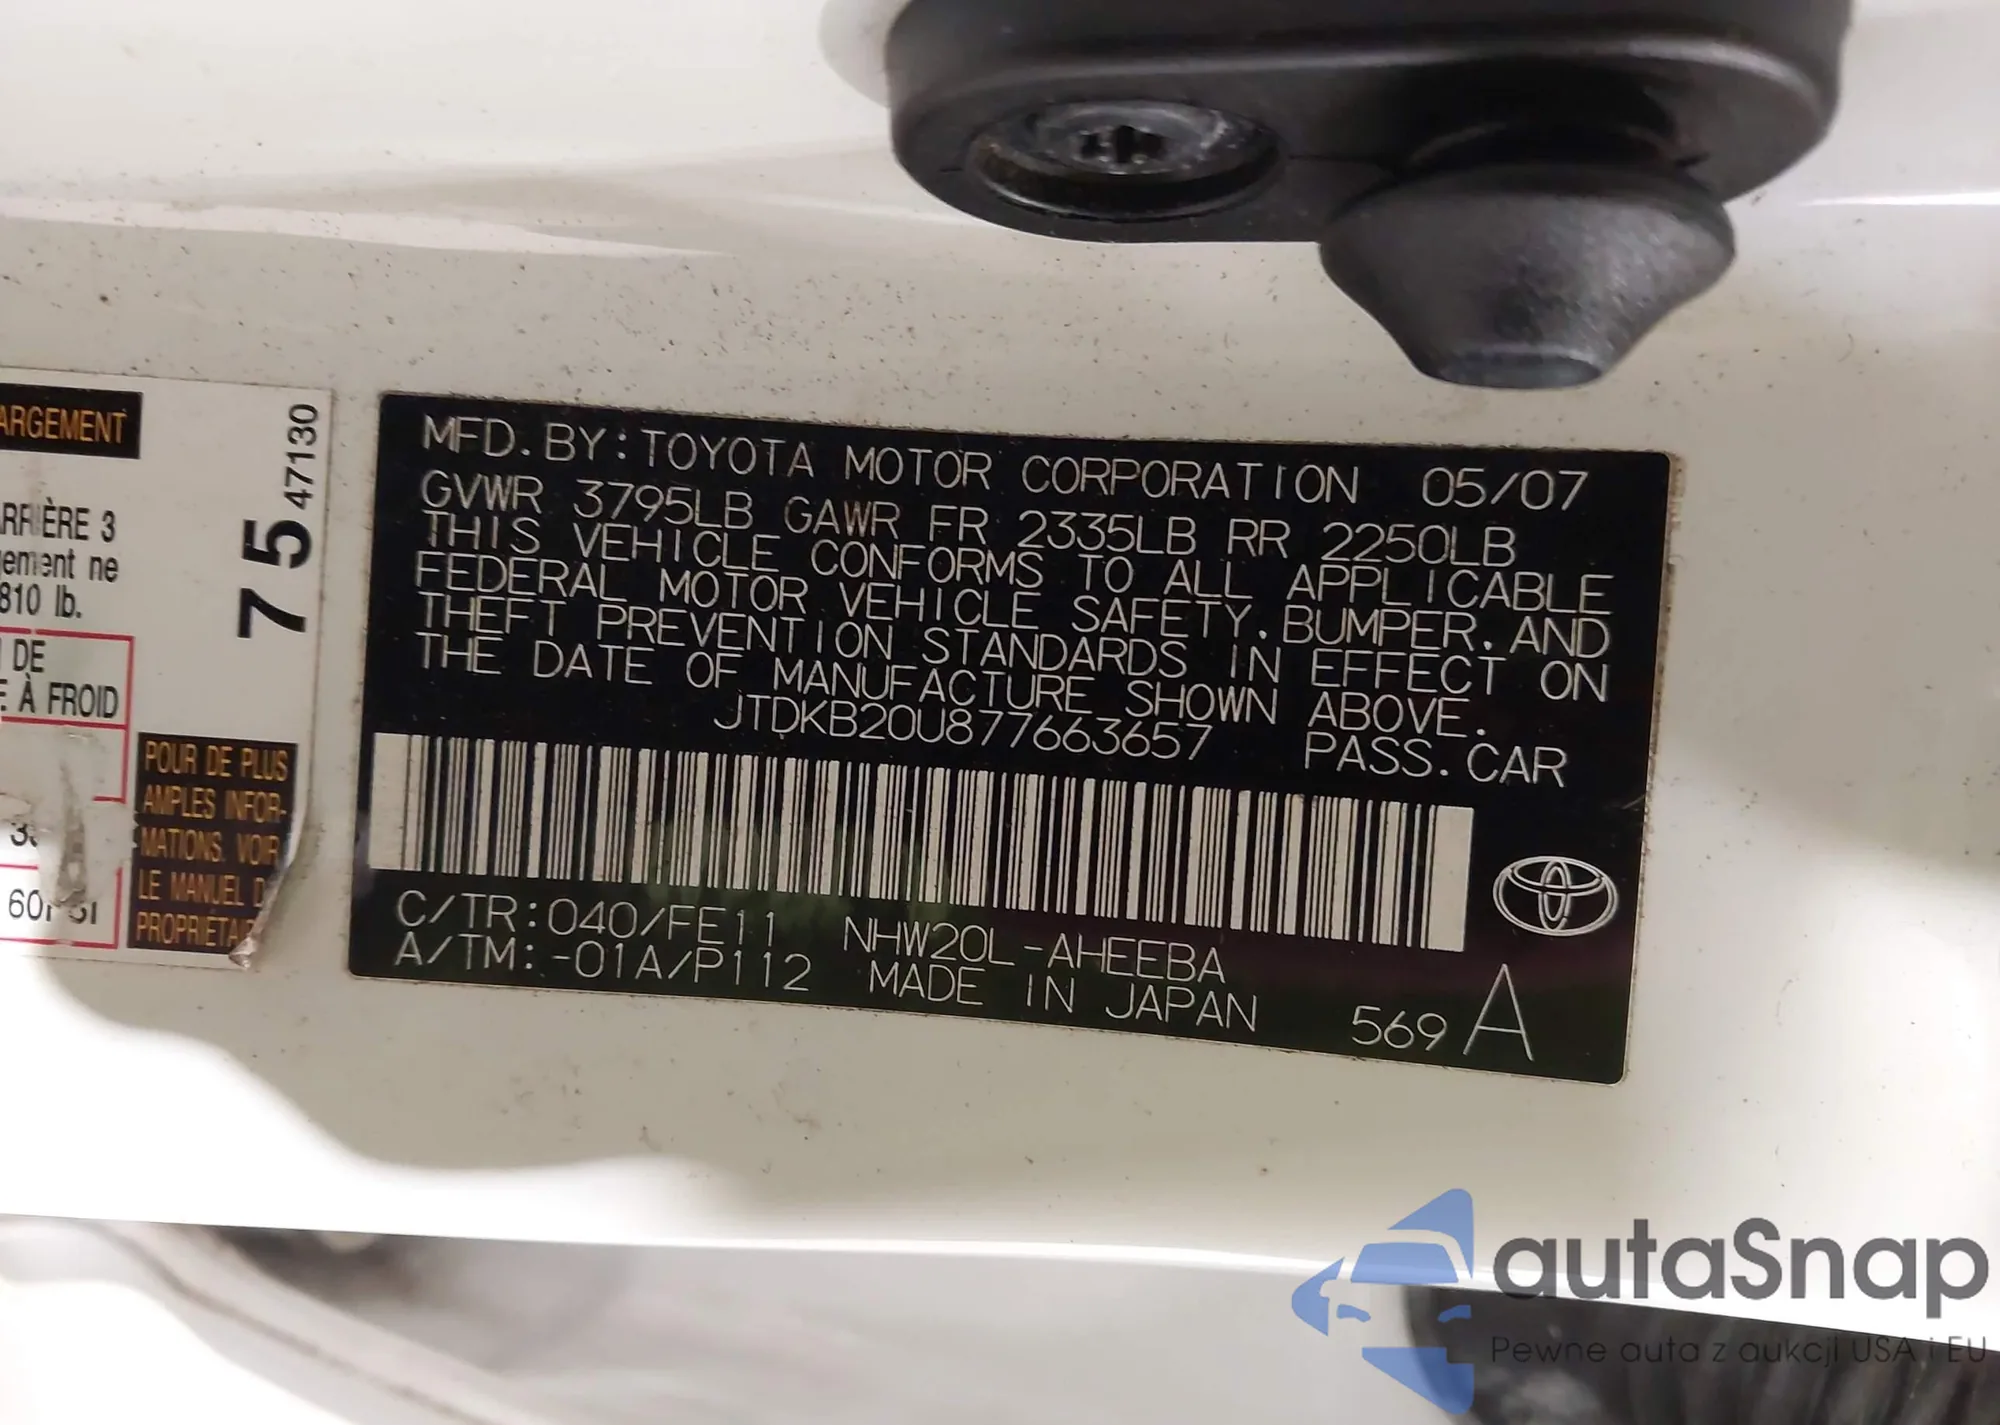 ARGEMENT
47130
75
ARRIÈRE 3
gement ne
810 lb.
DE
E À FROID
POUR DE PLUS
AMPLES INFOR-
MATIONS, VOIR
LE MANUEL D
PROPRIÉTA
MFD. BY: TOYOTA MOTOR CORPORATION 05/07
GVWR 3795LB GAWR FR 2335LB RR 2250LB
THIS VEHICLE CONFORMS TO ALL APPLICABLE
FEDERAL MOTOR VEHICLE SAFETY, BUMPER, AND
THEFT PREVENTION STANDARDS IN EFFECT ON
THE DATE OF MANUFACTURE SHOWN ABOVE.
JTDKB20U877663657 PASS. CAR
C/TR: 040/FE11 NHW20L-AHEEBA
A/TM: -01A/P112 MADE IN JAPAN 569 A
autaSnap
Pewne auta z aukcji USA i EU